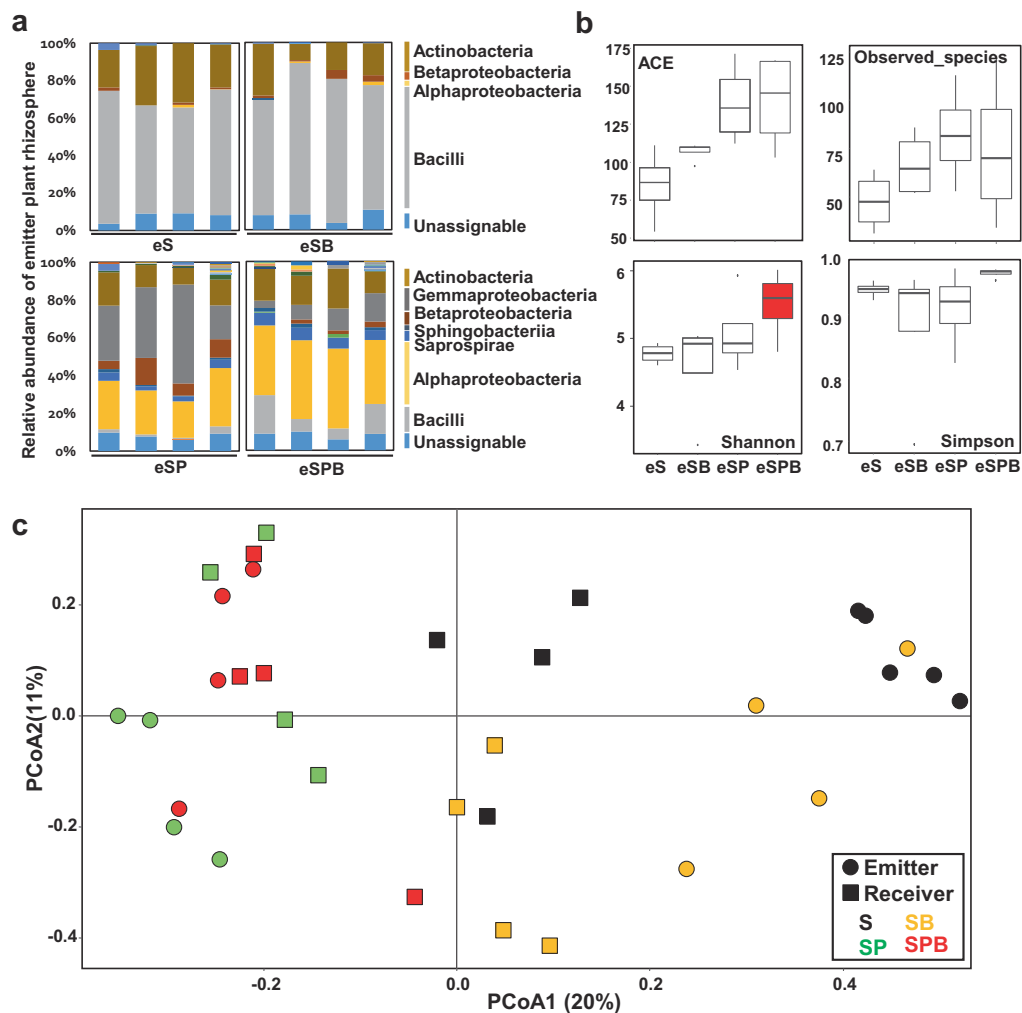 a
Relative abundance of emitter plant rhizosphere
100%
80%
60%
40%
20%
0%
eS
eSB
Actinobacteria
Betaproteobacteria
Alphaproteobacteria
Bacilli
Unassignable
100%
80%
60%
40%
20%
0%
eSP
eSPB
Actinobacteria
Gemmaproteobacteria
Betaproteobacteria
Sphingobacteriia
Saprospirae
Alphaproteobacteria
Bacilli
Unassignable
b
175
150
125
100
75
50
ACE
125
100
75
50
Observed_species
6
5
4
Shannon
eS eSB eSP eSPB
1.0
0.9
0.8
0.7
Simpson
eS eSB eSP eSPB
c
PCoA2(11%)
0.2
0.0
-0.2
-0.4
-0.2 0.0 0.2 0.4
PCoA1 (20%)
Emitter
Receiver
S SB
SP SPB